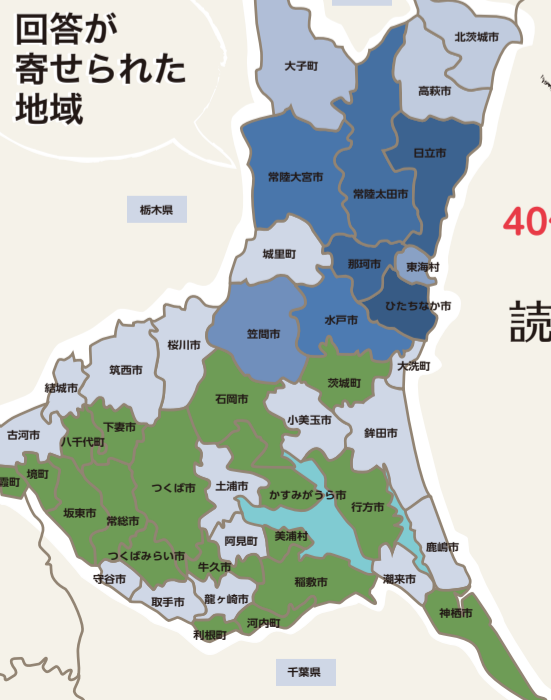 回答が
寄せられた
地域
北茨城市
大子町
高萩市
日立市
常陸大宮市
常陸太田市
栃木県
40
城里町
那珂市
東海村
ひたちなか市
水戸市
読
笠間市
桜川市
大洗町
筑西市
茨城町
結城市
石岡市
小美玉市
鉾田市
古河市
下妻市
八千代町
境町
霞町
土浦市
つくば市
かすみがうら市
行方市
坂東市
常総市
美浦村
阿見町
鹿嶋市
つくばみらい市
牛久市
守谷市
稲敷市
潮来市
取手市
龍ヶ崎市
神栖市
河内町
利根町
千葉県